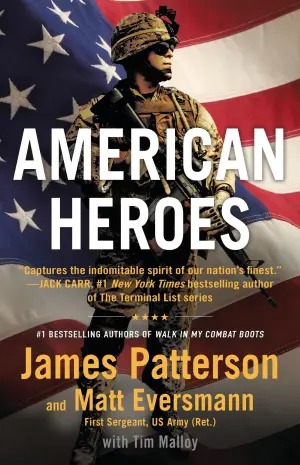 AMERICAN
HEROES
“Captures the indomitable spirit of our nation’s finest.”
—JACK CARR, #1 New York Times bestselling author
of The Terminal List series
#1 BESTSELLING AUTHORS OF WALK IN MY COMBAT BOOTS
James Patterson
and Matt Eversmann
First Sergeant, US Army (Ret.)
with Tim Malloy